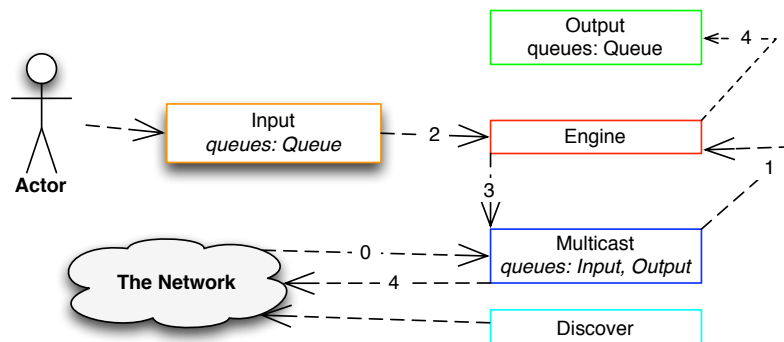 Output
queues: Queue
4
Input
queues: Queue
2
Engine
Actor
3
1
Multicast
queues: Input, Output
0
The Network
4
Discover